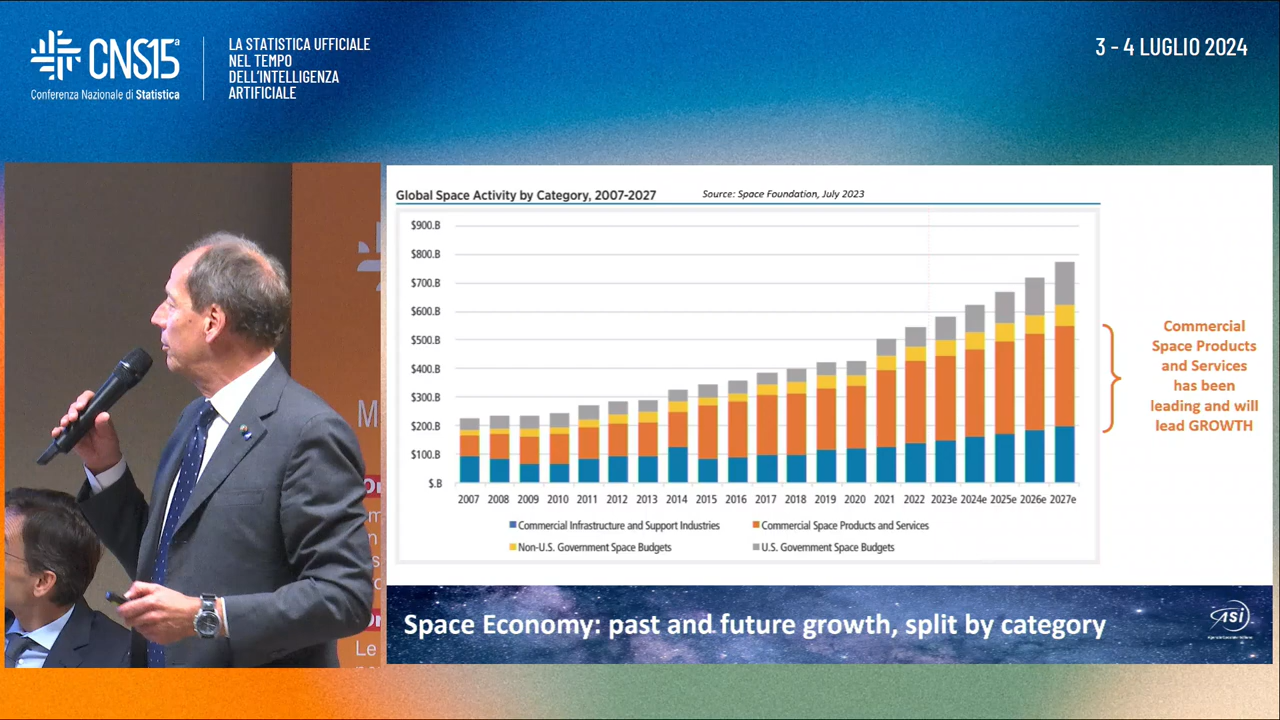 CNS15ª
Conferenza Nazionale di Statistica
LA STATISTICA UFFICIALE
NEL TEMPO
DELL'INTELLIGENZA
ARTIFICIALE
3 - 4 LUGLIO 2024
Global Space Activity by Category, 2007-2027
Source: Space Foundation, July 2023
$900.B
$800.B
$700.B
$600.B
$500.B
$400.B
$300.B
$200.B
$100.B
$.B
2007 2008 2009 2010 2011 2012 2013 2014 2015 2016 2017 2018 2019 2020 2021 2022 2023e 2024e 2025e 2026e 2027e
Commercial Infrastructure and Support Industries
Commercial Space Products and Services
Non-U.S. Government Space Budgets
U.S. Government Space Budgets
Commercial
Space Products
and Services
has been
leading and will
lead GROWTH
Space Economy: past and future growth, split by category
ASI
M
Le